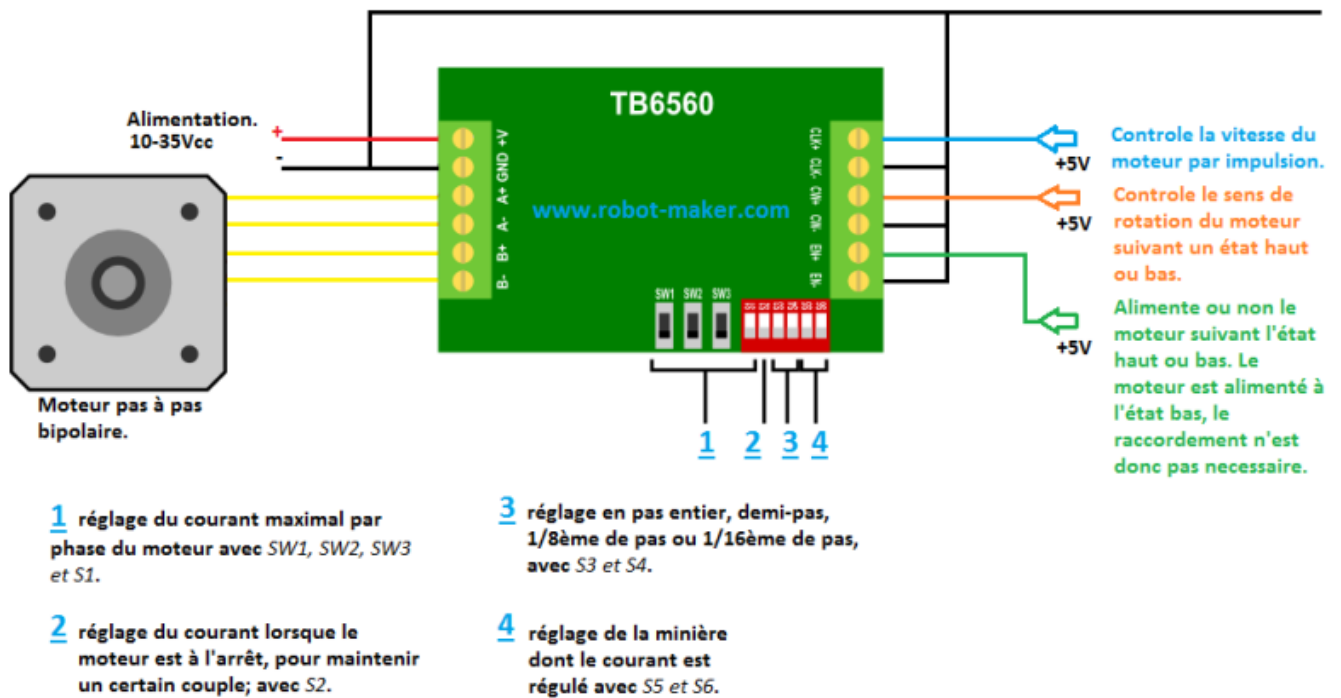 TB6560
www.robot-maker.com
Alimentation.
10-35Vcc
+
-
+V
GND
A+
A-
B+
B-
CLK+
CLK-
CW+
CW-
EN+
EN-
SW1 SW2 SW3
+5V
Controle la vitesse du
moteur par impulsion.
+5V
Controle le sens de
rotation du moteur
suivant un état haut
ou bas.
+5V
Alimente ou non le
moteur suivant l'état
haut ou bas. Le
moteur est alimenté à
l'état bas, le
raccordement n'est
donc pas necessaire.
Moteur pas à pas
bipolaire.
1 2 3 4
1 réglage du courant maximal par
phase du moteur avec SW1, SW2, SW3
et S1.
2 réglage du courant lorsque le
moteur est à l'arrêt, pour maintenir
un certain couple; avec S2.
3 réglage en pas entier, demi-pas,
1/8ème de pas ou 1/16ème de pas,
avec S3 et S4.
4 réglage de la minière
dont le courant est
régulé avec S5 et S6.